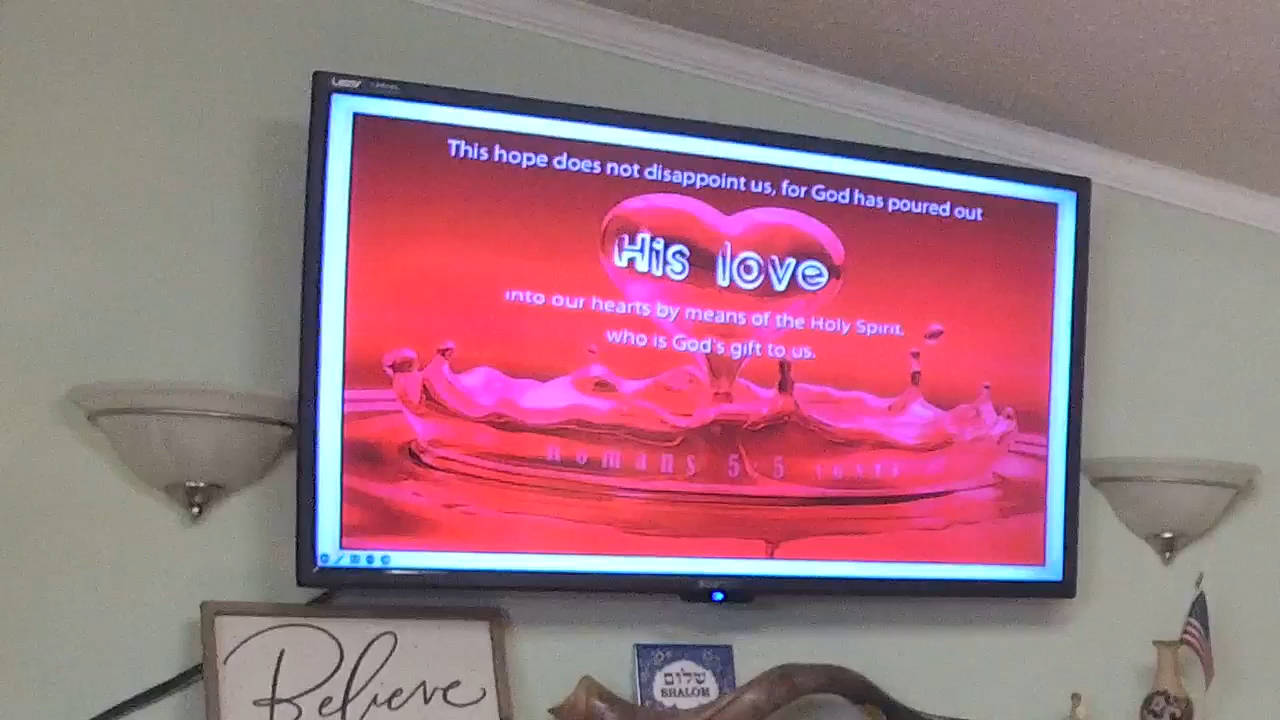 This hope does not disappoint us, for God has poured out
His love
into our hearts by means of the Holy Spirit,
who is God's gift to us.
Romans 5:5
Believe
שלום
SHALOM